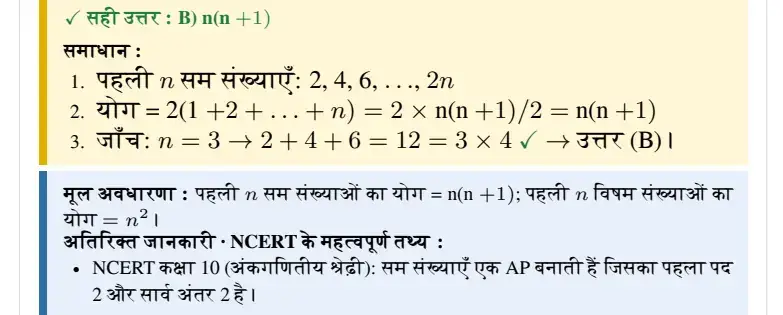 ✓ सही उत्तर : B) n(n +1)
समाधान :
1. पहली n सम संख्याएँ: 2, 4, 6, . . ., 2n
2. योग = 2(1 +2 + . . . + n) = 2 × n(n +1)/2 = n(n +1)
3. जाँच: n = 3 → 2 + 4 + 6 = 12 = 3 × 4 ✓ → उत्तर (B)।
मूल अवधारणा : पहली n सम संख्याओं का योग = n(n +1); पहली n विषम संख्याओं का
योग = n²।
अतिरिक्त जानकारी · NCERT के महत्वपूर्ण तथ्य :
• NCERT कक्षा 10 (अंकगणितीय श्रेढ़ी): सम संख्याएँ एक AP बनाती हैं जिसका पहला पद
2 और सार्व अंतर 2 है।